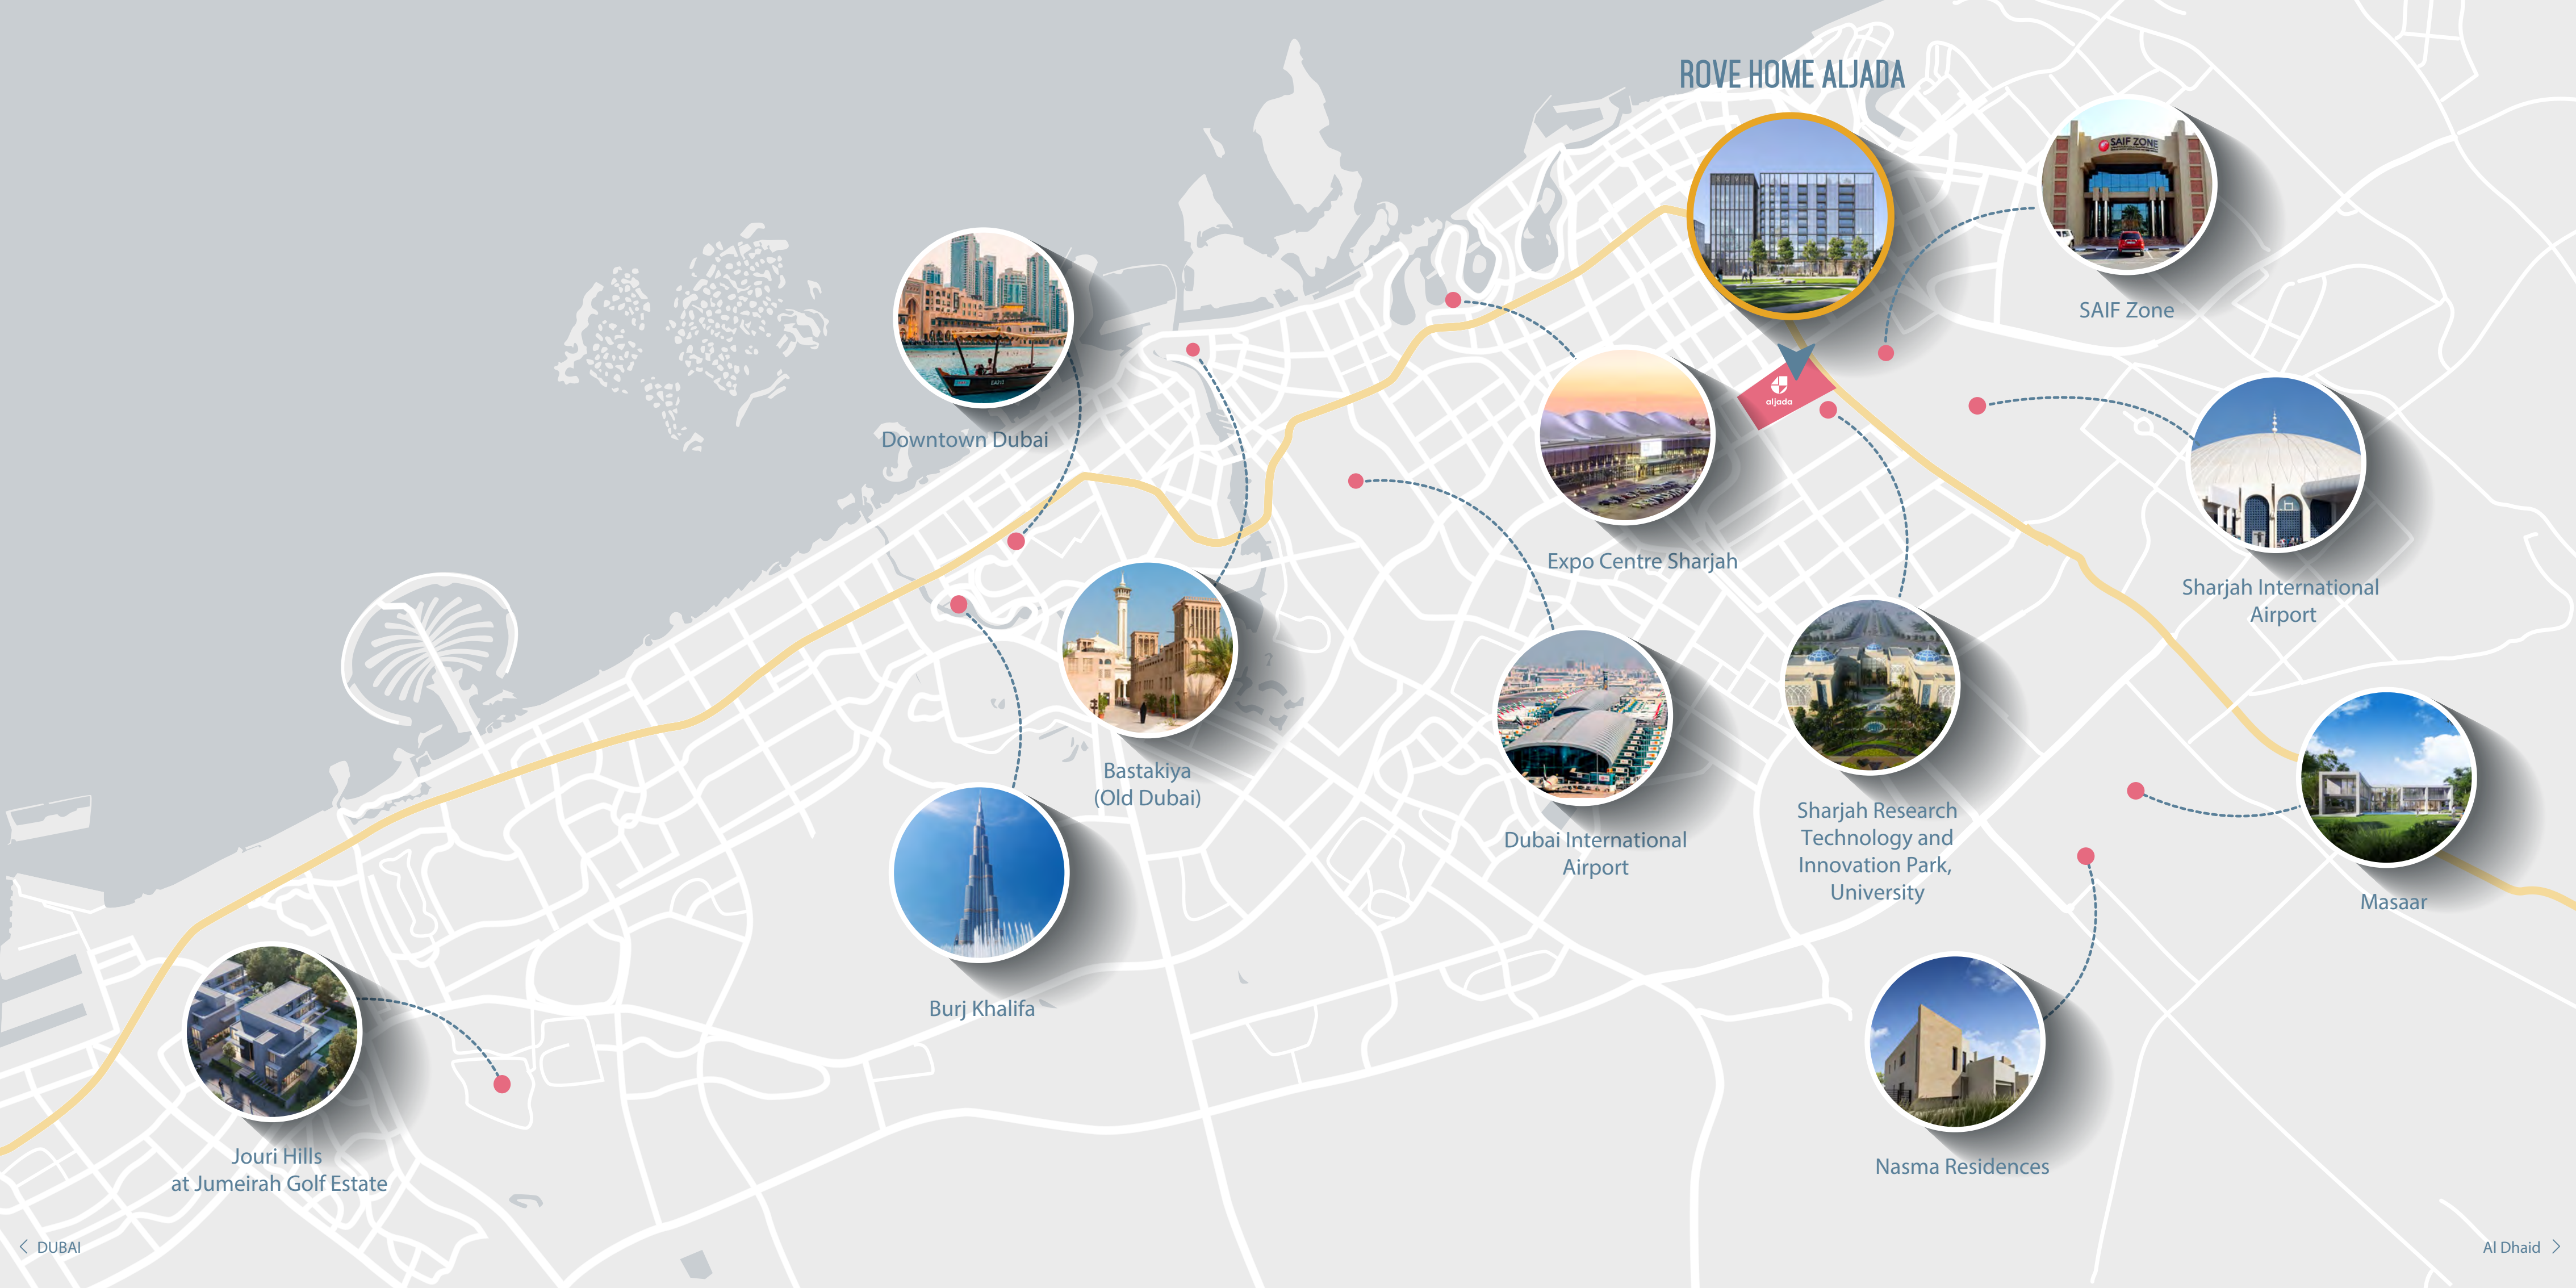 ROVE HOME ALJADA
SAIF ZONE
SAIF Zone
Downtown Dubai
aljada
Expo Centre Sharjah
Sharjah International
Airport
Bastakiya
(Old Dubai)
Dubai International
Airport
Sharjah Research
Technology and
Innovation Park,
University
Masaar
Burj Khalifa
Jouri Hills
at Jumeirah Golf Estate
Nasma Residences
DUBAI
Al Dhaid